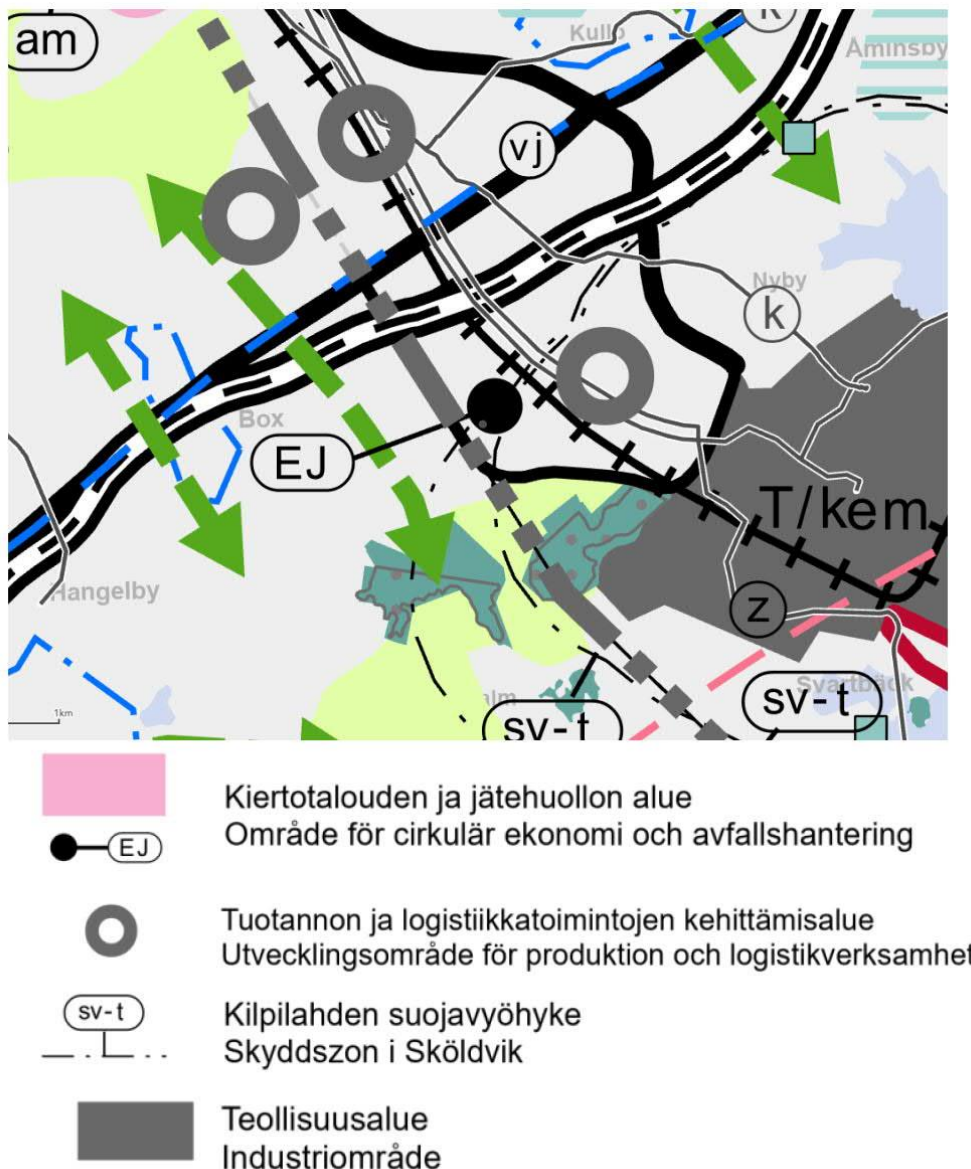 am
Kullo
k
Åminsby
vj
Nyby
k
Box
EJ
T/kem
Hangelby
z
Svartbäck
sv-t
sv-t
1km
Kiertotalouden ja jätehuollon alue
EJ
Område för cirkulär ekonomi och avfallshantering
Tuotannon ja logistiikkatoimintojen kehittämisalue
Utvecklingsområde för produktion och logistikverksamhet
sv-t
Kilpilahden suojavyöhyke
Skyddszon i Sköldvik
Teollisuusalue
Industriområde